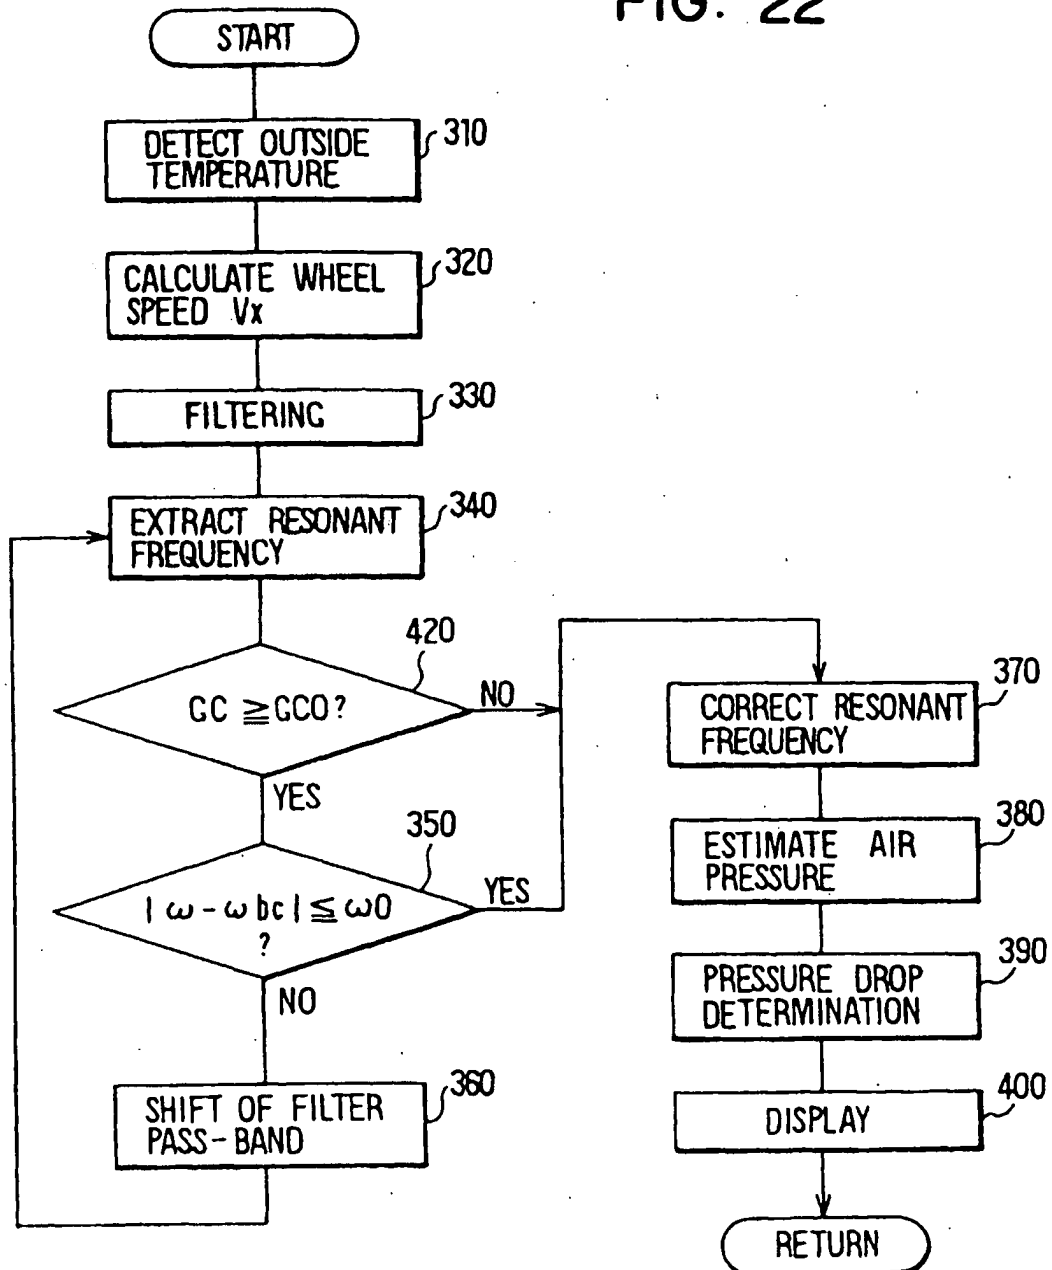 FIG. 22
START
DETECT OUTSIDE
TEMPERATURE
310
CALCULATE WHEEL
SPEED Vx
320
FILTERING
330
EXTRACT RESONANT
FREQUENCY
340
420
GC ≧ GCO?
NO
YES
350
| ω - ω bc | ≦ ω0
?
YES
NO
SHIFT OF FILTER
PASS-BAND
360
CORRECT RESONANT
FREQUENCY
370
ESTIMATE AIR
PRESSURE
380
PRESSURE DROP
DETERMINATION
390
DISPLAY
400
RETURN